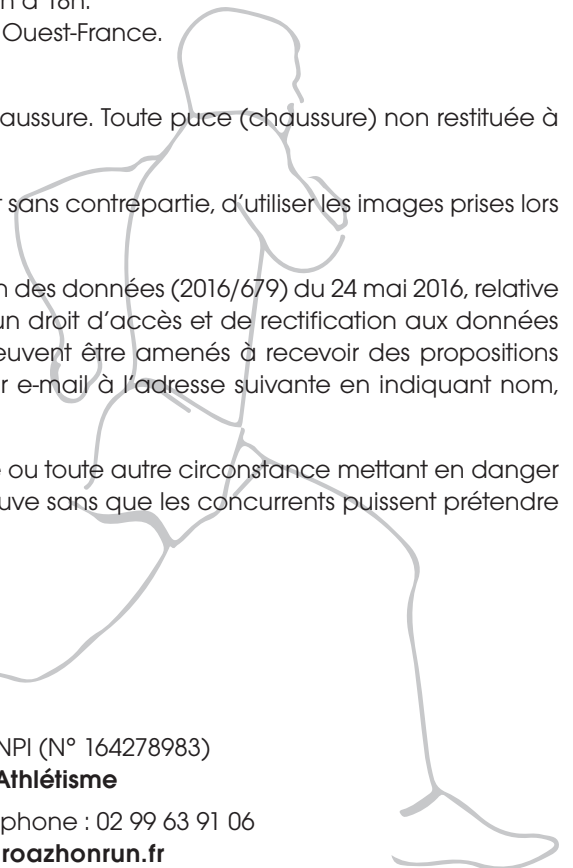 à 18h.
Ouest-France.
aussure. Toute puce (chaussure) non restituée à
sans contrepartie, d’utiliser les images prises lors
n des données (2016/679) du 24 mai 2016, relative
un droit d’accès et de rectification aux données
euvent être amenés à recevoir des propositions
r e-mail à l’adresse suivante en indiquant nom,
e ou toute autre circonstance mettant en danger
uve sans que les concurrents puissent prétendre
NPI (N° 164278983)
Athlétisme
phone : 02 99 63 91 06
roazhonrun.fr